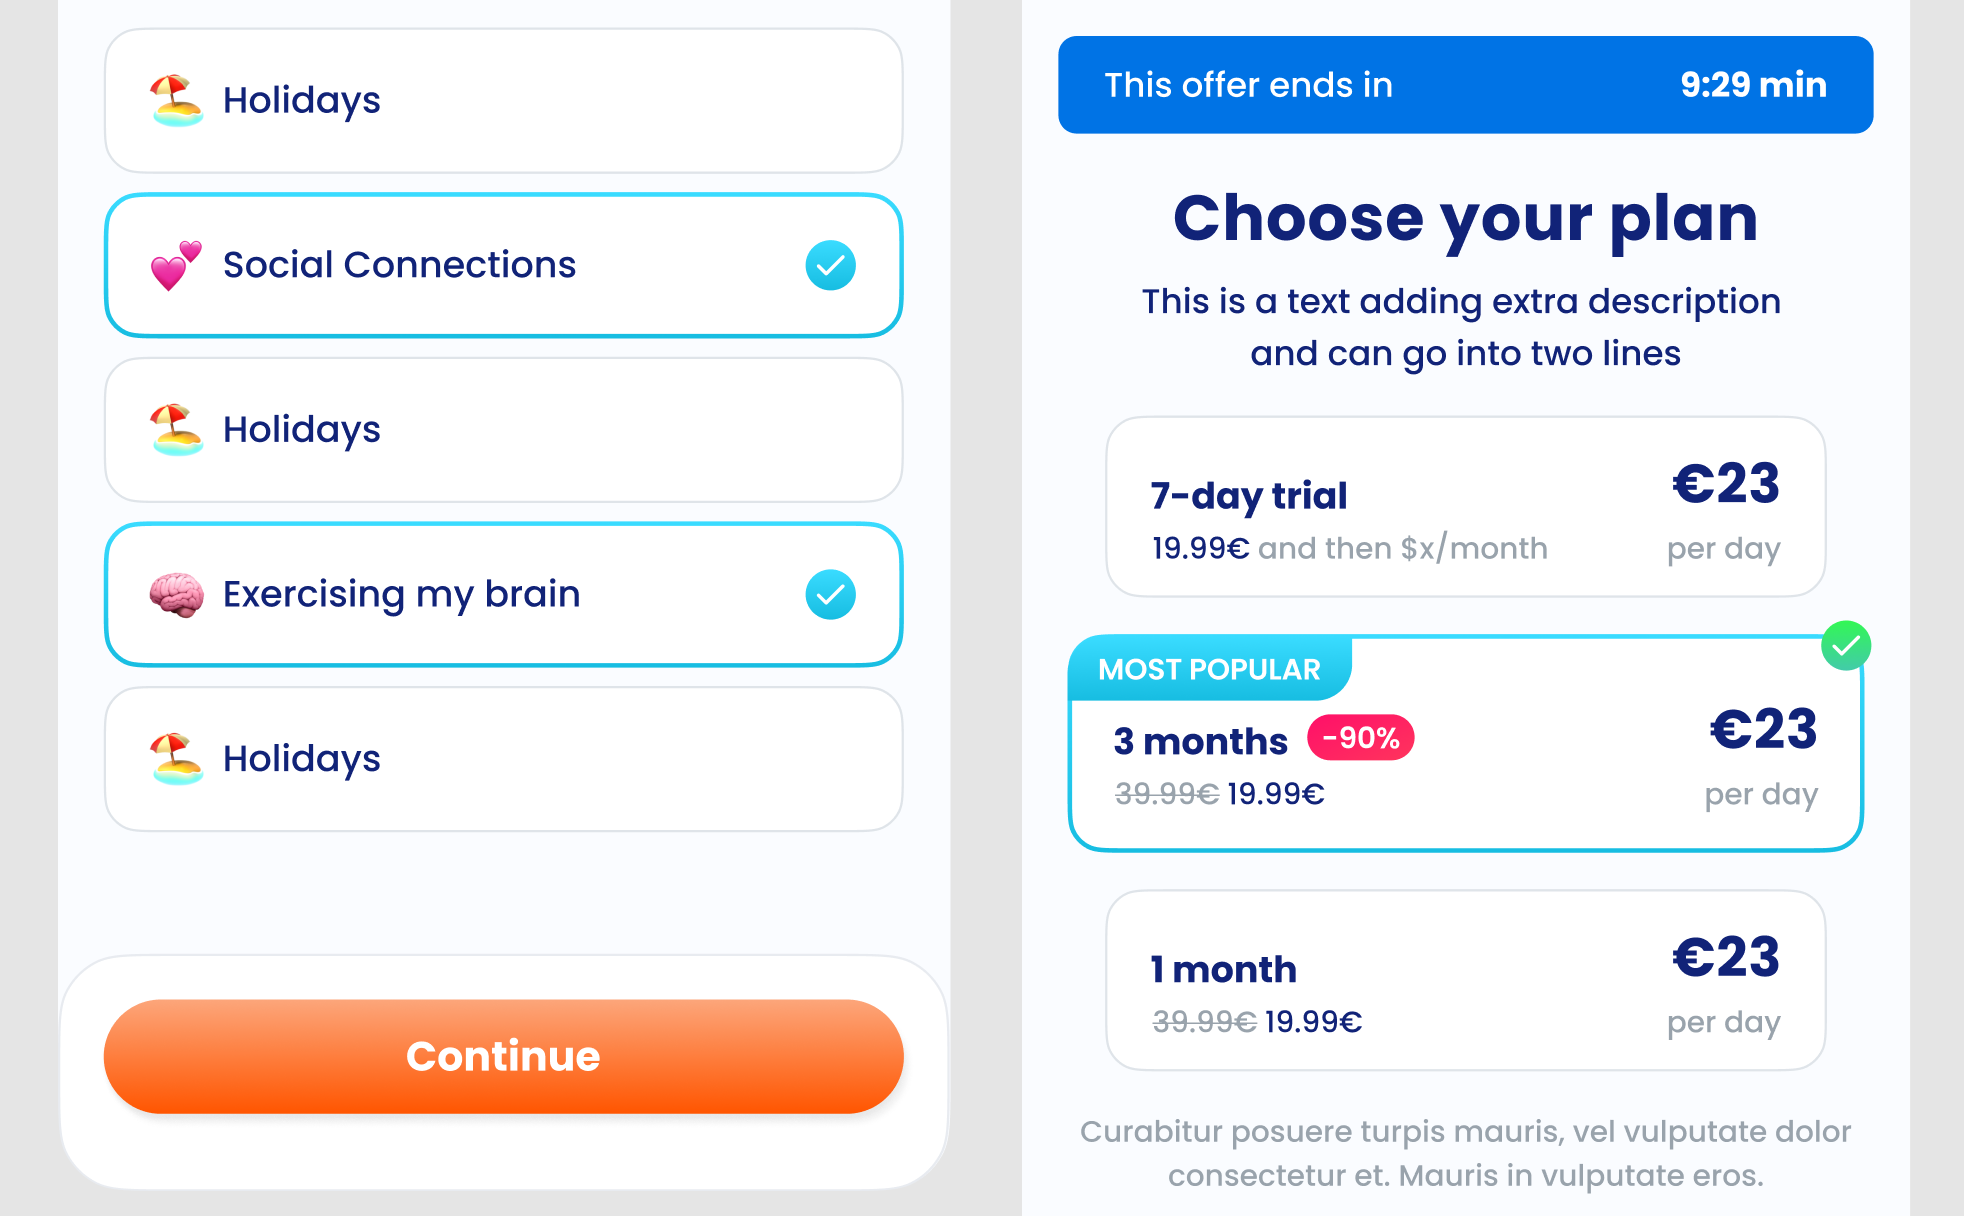 Holidays
Social Connections
Holidays
Exercising my brain
Holidays
Continue
This offer ends in 9:29 min
Choose your plan
This is a text adding extra description
and can go into two lines
7-day trial €23
19.99€ and then $x/month per day
MOST POPULAR
3 months -90% €23
39.99€ 19.99€ per day
1 month €23
39.99€ 19.99€ per day
Curabitur posuere turpis mauris, vel vulputate dolor
consectetur et. Mauris in vulputate eros.